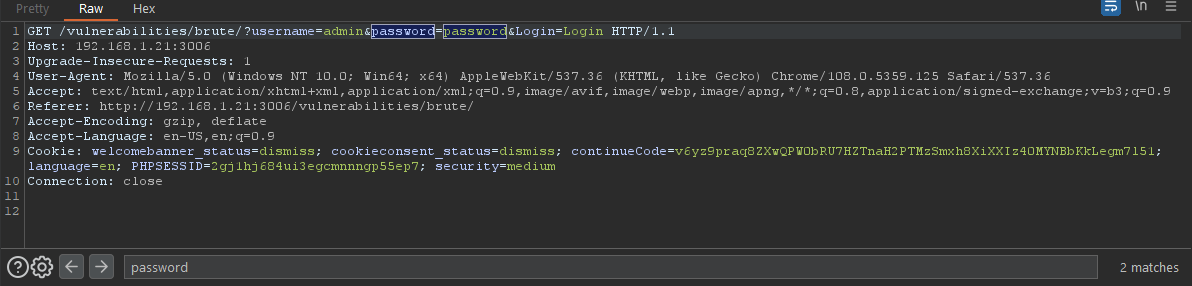 Pretty Raw Hex \n
1 GET /vulnerabilities/brute/?username=admin&password=password&Login=Login HTTP/1.1
2 Host: 192.168.1.21:3006
3 Upgrade-Insecure-Requests: 1
4 User-Agent: Mozilla/5.0 (Windows NT 10.0; Win64; x64) AppleWebKit/537.36 (KHTML, like Gecko) Chrome/108.0.5359.125 Safari/537.36
5 Accept: text/html,application/xhtml+xml,application/xml;q=0.9,image/avif,image/webp,image/apng,*/*;q=0.8,application/signed-exchange;v=b3;q=0.9
6 Referer: http://192.168.1.21:3006/vulnerabilities/brute/
7 Accept-Encoding: gzip, deflate
8 Accept-Language: en-US,en;q=0.9
9 Cookie: welcomebanner_status=dismiss; cookieconsent_status=dismiss; continueCode=v6yz9praq8ZXwQPW0bRU7HZTnaH2PTMzSmxh8XiXXIz40MYNBbKkLegm7l51;
language=en; PHPSESSID=2gj1hj684ui3egcmnnngp55ep7; security=medium
10 Connection: close
11
12
password 2 matches